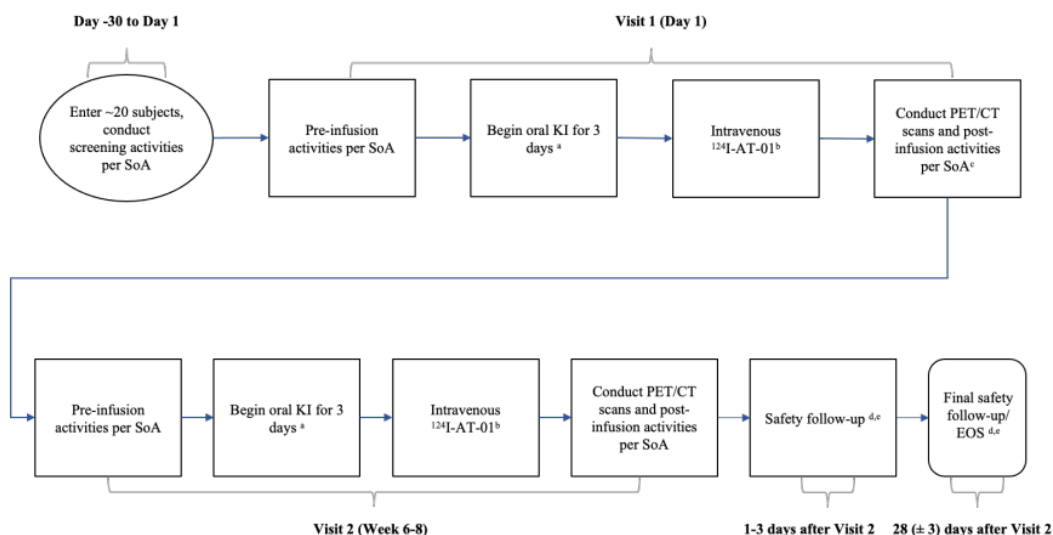 Day -30 to Day 1
Visit 1 (Day 1)
Enter ~20 subjects,
conduct
screening activities
per SoA
Pre-infusion
activities per SoA
Begin oral KI for 3
days ᵃ
Intravenous
¹²⁴I-AT-01ᵇ
Conduct PET/CT
scans and post-
infusion activities
per SoAᶜ
Pre-infusion
activities per SoA
Begin oral KI for 3
days ᵃ
Intravenous
¹²⁴I-AT-01ᵇ
Conduct PET/CT
scans and post-
infusion activities
per SoA
Safety follow-up ᵈ,ᵉ
Final safety
follow-up/
EOS ᵈ,ᵉ
Visit 2 (Week 6-8)
1-3 days after Visit 2
28 (± 3) days after Visit 2